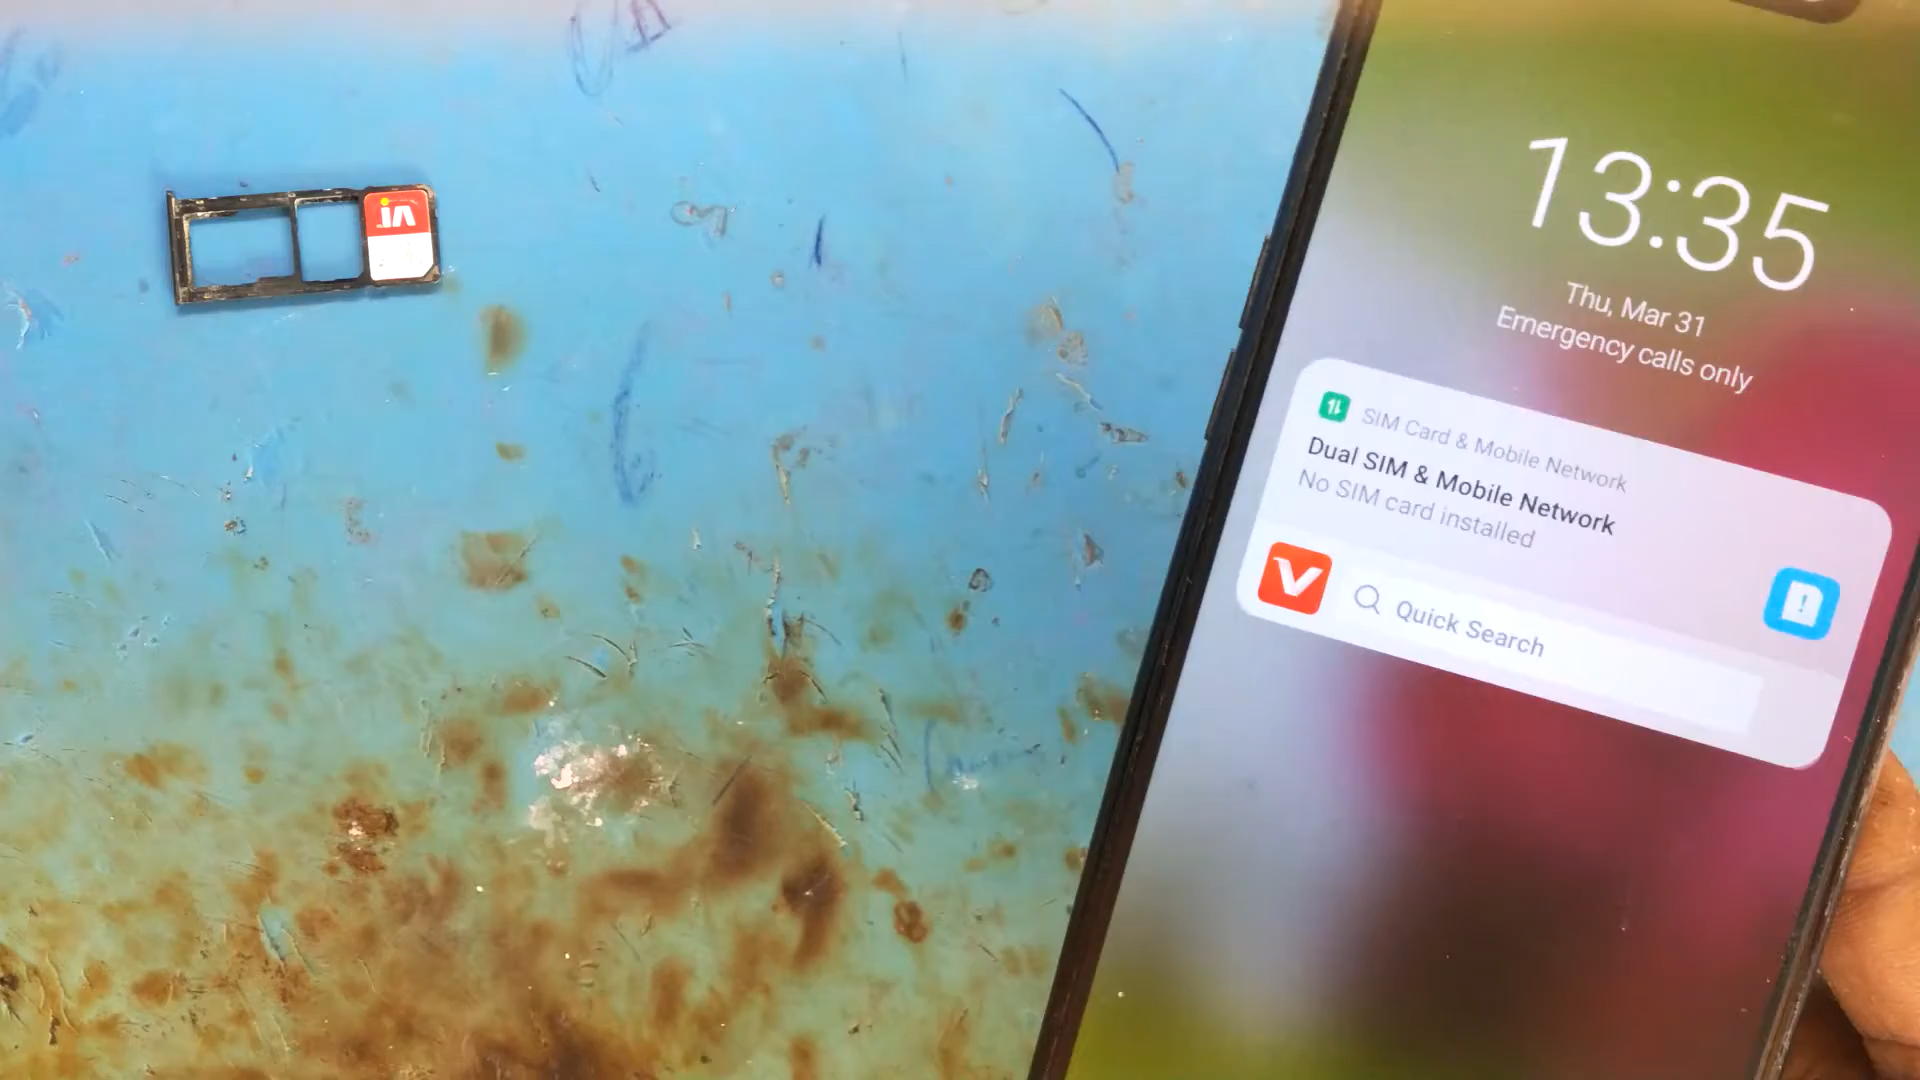 VI
13:35
Thu, Mar 31
Emergency calls only
SIM Card & Mobile Network
Dual SIM & Mobile Network
No SIM card installed
Quick Search